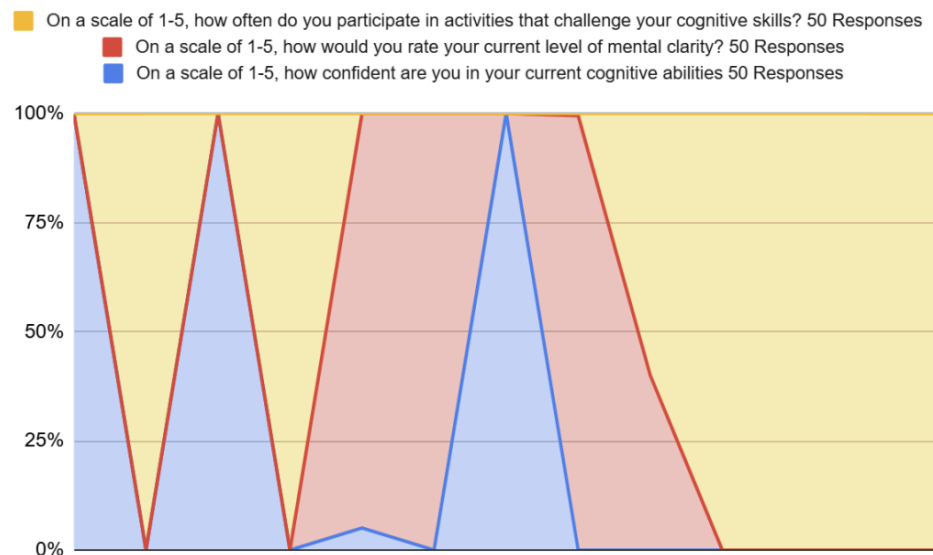 On a scale of 1-5, how often do you participate in activities that challenge your cognitive skills? 50 Responses
On a scale of 1-5, how would you rate your current level of mental clarity? 50 Responses
On a scale of 1-5, how confident are you in your current cognitive abilities 50 Responses
100%
75%
50%
25%
0%